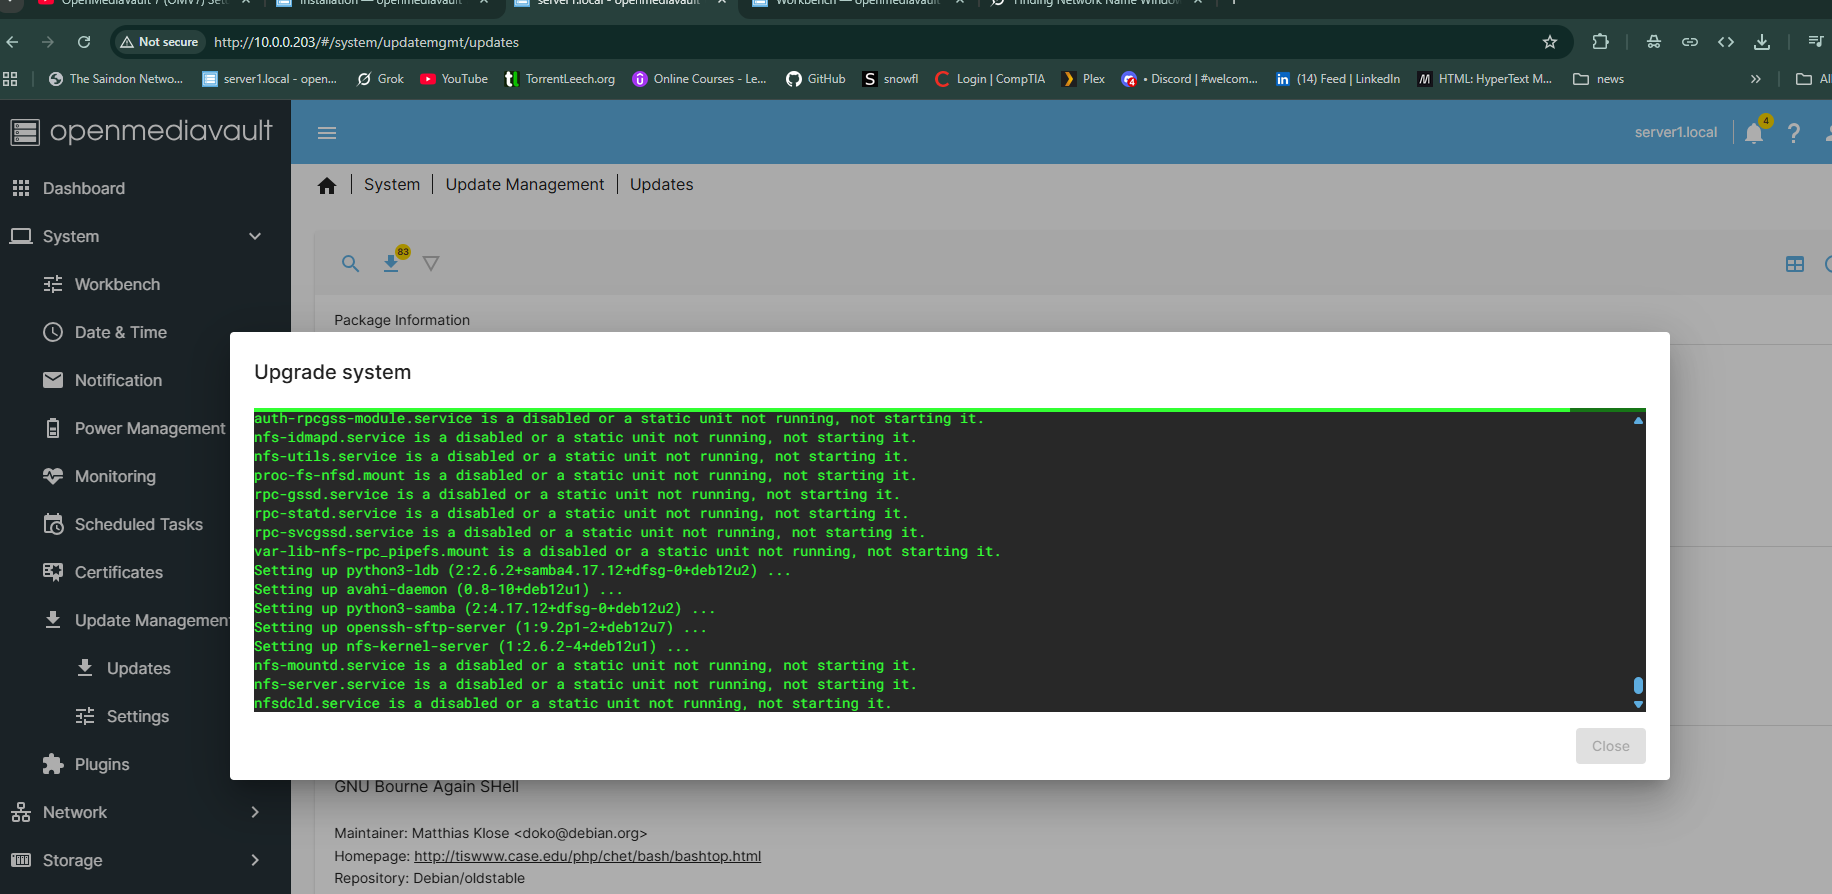 OpenMediaVault 7 (OMV7) Set
Installation — openmediavault
server1.local - openmediavault
Workbench — openmediavault
Finding Network Name Window
Not secure
http://10.0.0.203/#/system/updatemgmt/updates
The Saindon Netwo...
server1.local - open...
Grok
YouTube
TorrentLeech.org
Online Courses - Le...
GitHub
snowfl
Login | CompTIA
Plex
• Discord | #welcom...
(14) Feed | LinkedIn
HTML: HyperText M...
news
»
openmediavault
server1.local
4
Dashboard
System | Update Management | Updates
System
83
Workbench
Package Information
Date & Time
Notification
Power Management
Monitoring
Scheduled Tasks
Certificates
Update Managemen
Updates
Settings
Plugins
Network
Storage
Upgrade system
auth-rpcgss-module.service is a disabled or a static unit not running, not starting it.
nfs-idmapd.service is a disabled or a static unit not running, not starting it.
nfs-utils.service is a disabled or a static unit not running, not starting it.
proc-fs-nfsd.mount is a disabled or a static unit not running, not starting it.
rpc-gssd.service is a disabled or a static unit not running, not starting it.
rpc-statd.service is a disabled or a static unit not running, not starting it.
rpc-svcgssd.service is a disabled or a static unit not running, not starting it.
var-lib-nfs-rpc_pipefs.mount is a disabled or a static unit not running, not starting it.
Setting up python3-ldb (2:2.6.2+samba4.17.12+dfsg-0+deb12u2) ...
Setting up avahi-daemon (0.8-10+deb12u1) ...
Setting up python3-samba (2:4.17.12+dfsg-0+deb12u2) ...
Setting up openssh-sftp-server (1:9.2p1-2+deb12u7) ...
Setting up nfs-kernel-server (1:2.6.2-4+deb12u1) ...
nfs-mountd.service is a disabled or a static unit not running, not starting it.
nfs-server.service is a disabled or a static unit not running, not starting it.
nfsdcld.service is a disabled or a static unit not running, not starting it.
Close
GNU Bourne Again SHell
Maintainer: Matthias Klose <doko@debian.org>
Homepage: http://tiswww.case.edu/php/chet/bash/bashtop.html
Repository: Debian/oldstable